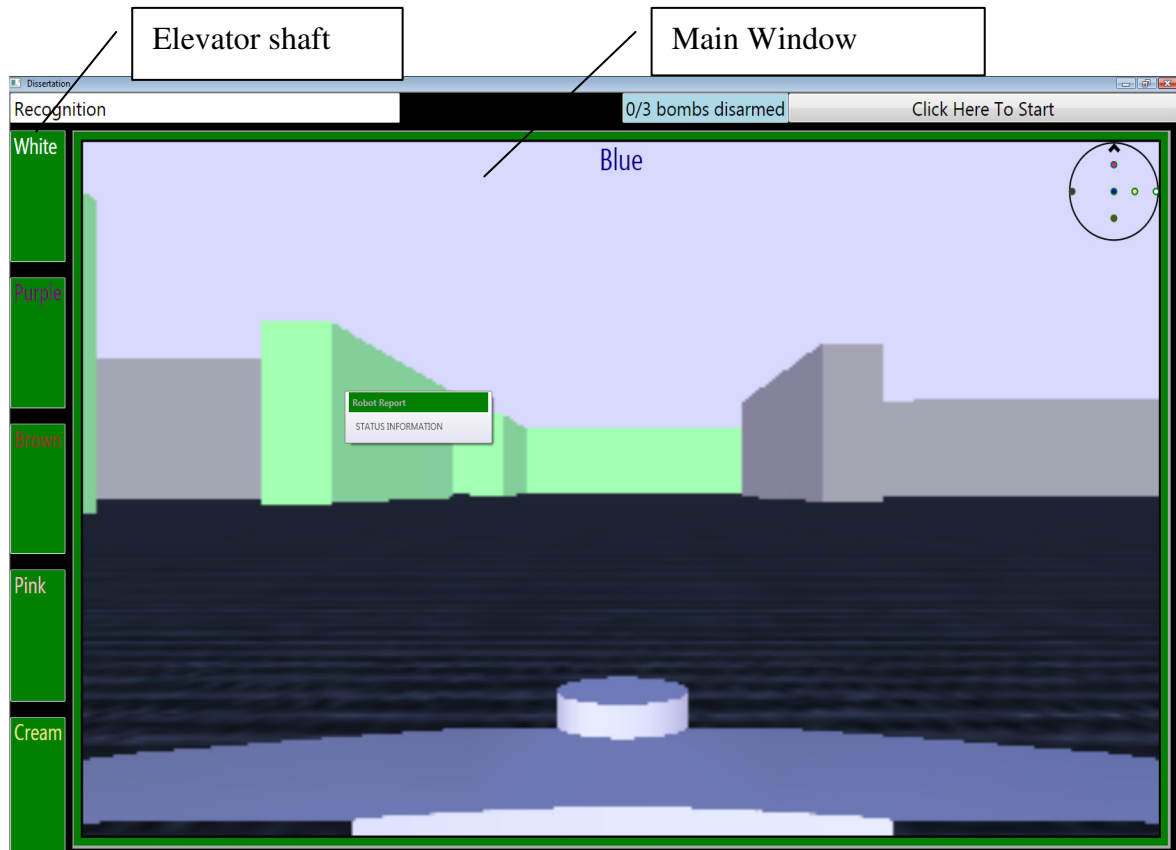 Elevator shaft
Main Window
Dissertation
Recognition
0/3 bombs disarmed
Click Here To Start
White
Blue
Purple
Robot Report
STATUS INFORMATION
Brown
Pink
Cream